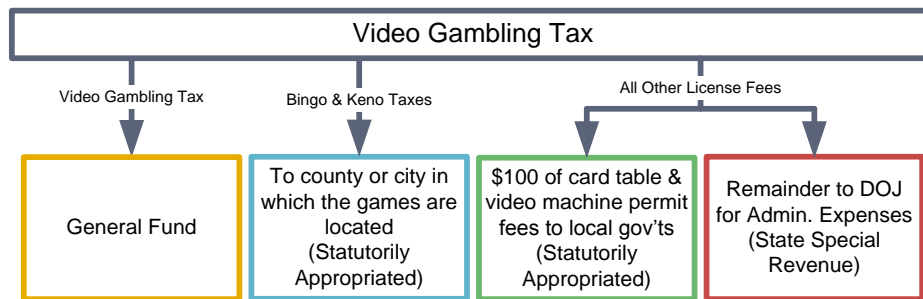 Video Gambling Tax
Video Gambling Tax
Bingo & Keno Taxes
All Other License Fees
General Fund
To county or city in
which the games are
located
(Statutorily
Appropriated)
$100 of card table &
video machine permit
fees to local gov'ts
(Statutorily
Appropriated)
Remainder to DOJ
for Admin. Expenses
(State Special
Revenue)